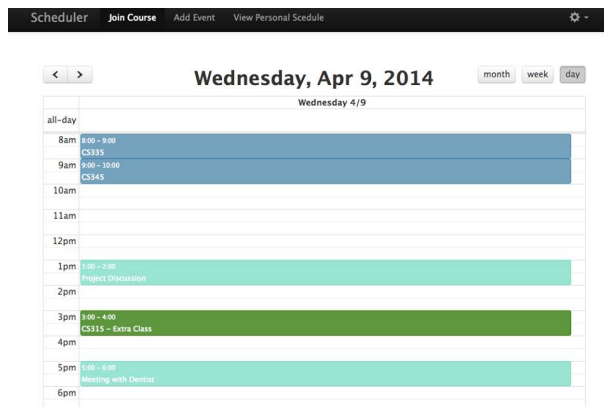 Scheduler Join Course Add Event View Personal Scedule
< >
Wednesday, Apr 9, 2014
month week day
Wednesday 4/9
all-day
8am 8:00 - 9:00
CS335
9am 9:00 - 10:00
CS345
10am
11am
12pm
1pm 1:00 - 2:00
Project Discussion
2pm
3pm 3:00 - 4:00
CS315 - Extra Class
4pm
5pm 5:00 - 6:00
Meeting with Dentist
6pm